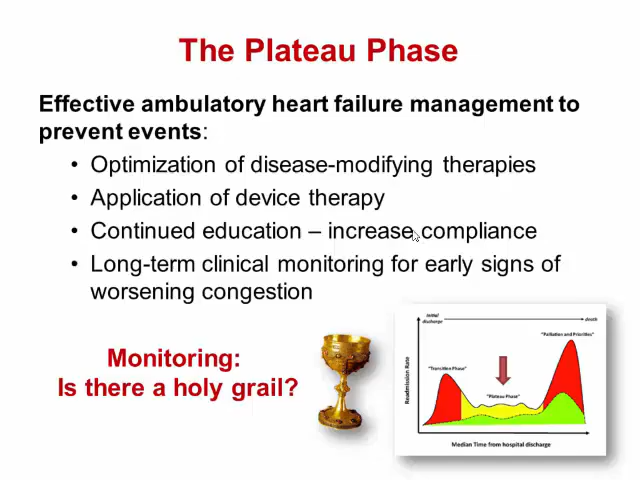 The Plateau Phase
Effective ambulatory heart failure management to
prevent events:
• Optimization of disease-modifying therapies
• Application of device therapy
• Continued education – increase compliance
• Long-term clinical monitoring for early signs of
worsening congestion
Monitoring:
Is there a holy grail?
Initial
discharge
death
"Palliation and Priorities"
"Transition Phase"
"Plateau Phase"
Readmission Rate
Median Time from hospital discharge